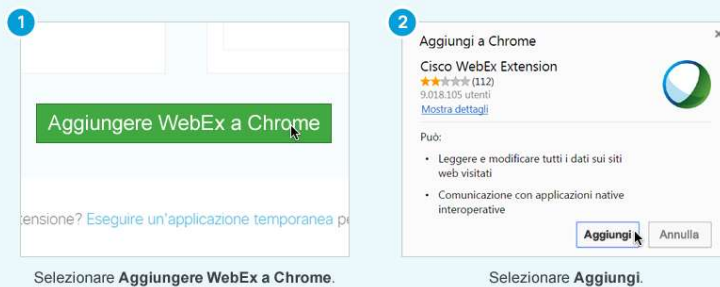 1
Aggiungere WebEx a Chrome
Eseguire un'applicazione temporanea
Selezionare Aggiungere WebEx a Chrome.
2
Aggiungi a Chrome
Cisco WebEx Extension
(112)
9.018.105 utenti
Mostra dettagli
Può:
• Leggere e modificare tutti i dati sui siti
web visitati
• Comunicazione con applicazioni native
interoperative
Aggiungi Annulla
Selezionare Aggiungi.